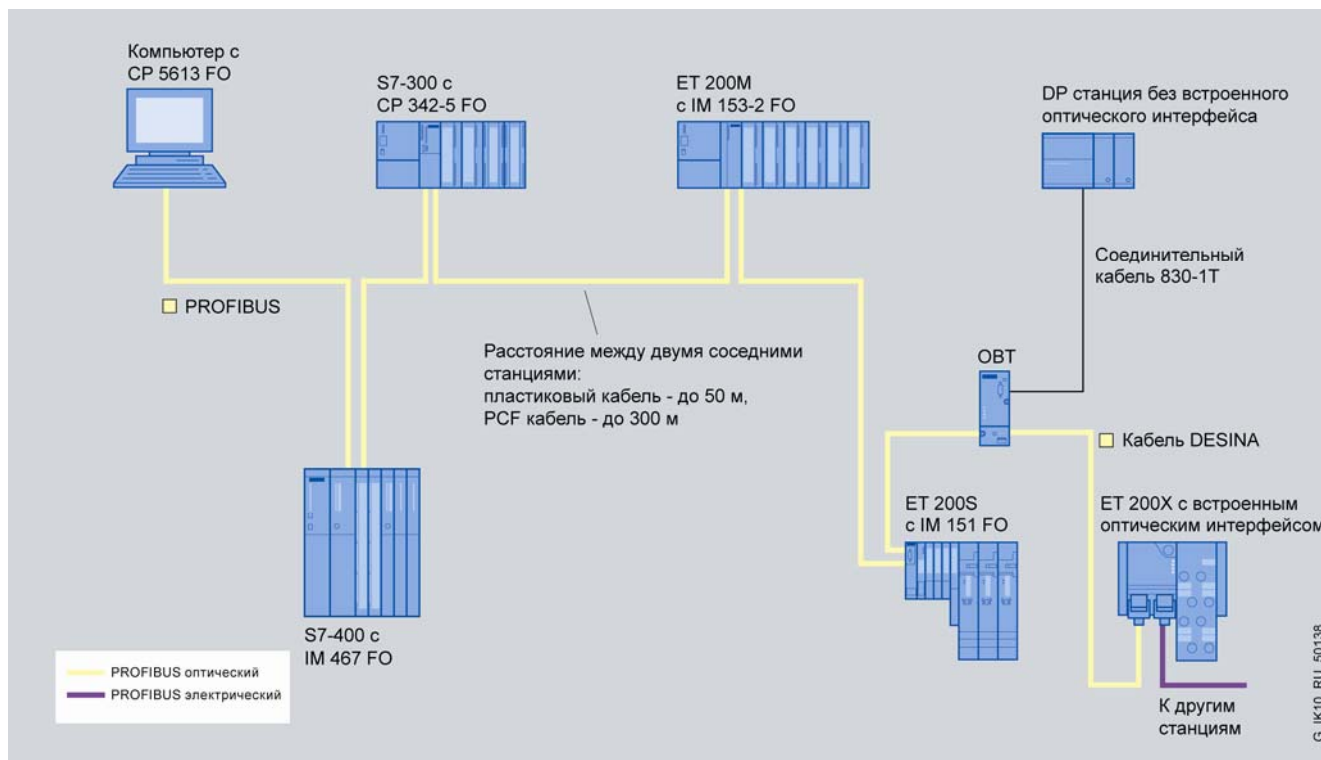 Компьютер с
CP 5613 FO
S7-300 с
CP 342-5 FO
ET 200M
с IM 153-2 FO
DP станция без встроенного
оптического интерфейса
Соединительный
кабель 830-1T
PROFIBUS
Расстояние между двумя соседними
станциями:
пластиковый кабель - до 50 м,
PCF кабель - до 300 м
OBT
Кабель DESINA
ET 200S
с IM 151 FO
ET 200X с встроенным
оптическим интерфейсом
S7-400 с
IM 467 FO
PROFIBUS оптический
PROFIBUS электрический
К другим
станциям
G_IK10_RU_50138